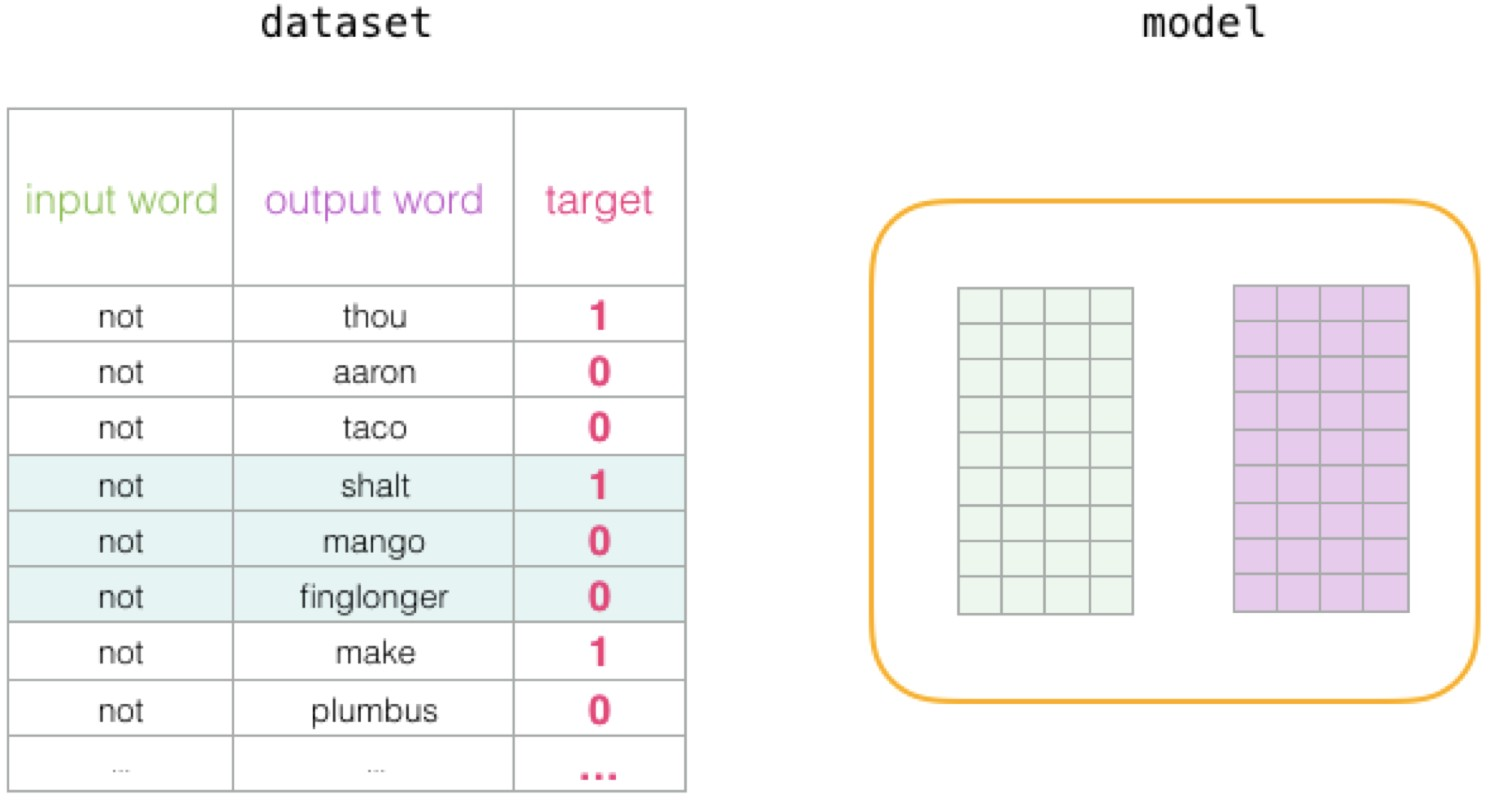 dataset
model
input word output word target
not thou 1
not aaron 0
not taco 0
not shalt 1
not mango 0
not finglonger 0
not make 1
not plumbus 0
... ... ...